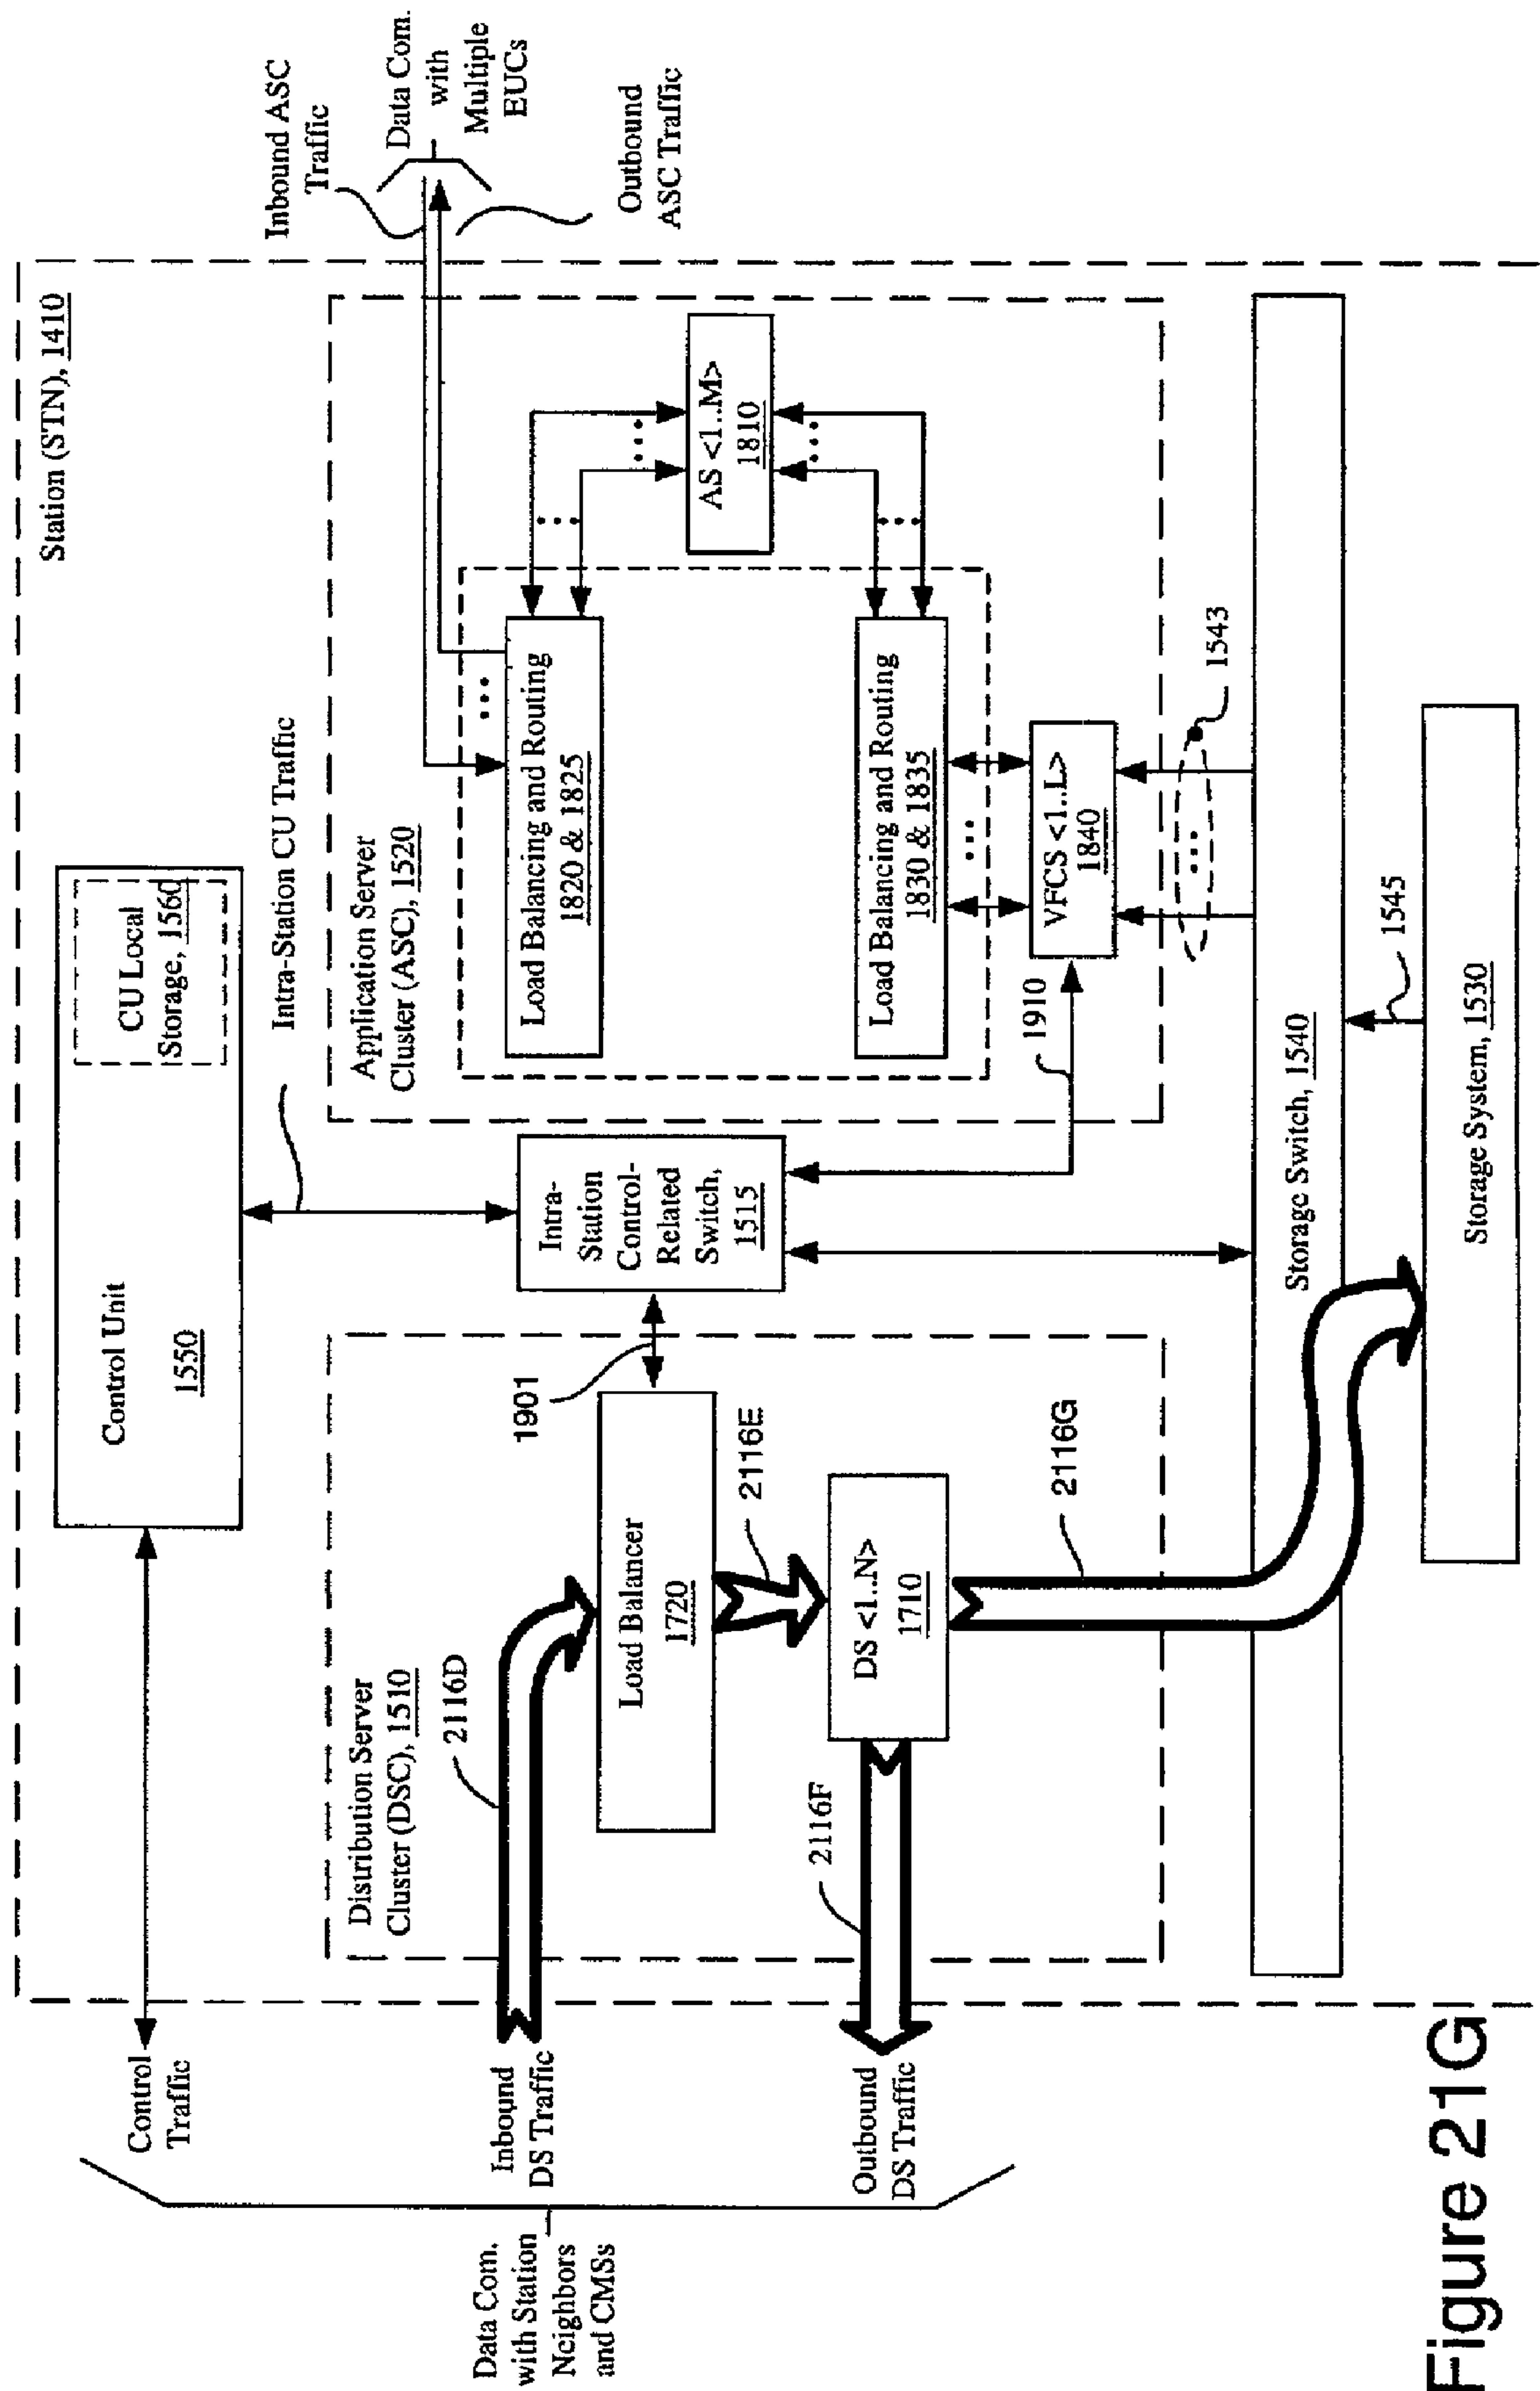 Station (STN), 1410
Control Unit
1550
CU Local
Storage, 1560
Control
Traffic
Intra-Station CU Traffic
Inbound ASC
Traffic
Data Com.
with
Multiple
EUCs
Outbound
ASC Traffic
Distribution Server
Cluster (DSC), 1510
Application Server
Cluster (ASC), 1520
Data Com.
with Station
Neighbors
and CMSs
Inbound
DS Traffic
2116D
Load Balancer
1720
1901
Intra-
Station
Control-
Related
Switch,
1515
Load Balancing and Routing
1820 & 1825
AS <1..M>
1810
2116E
Outbound
DS Traffic
2116F
DS <1..N>
1710
Load Balancing and Routing
1830 & 1835
1910
VFCS <1..L>
1840
2116G
1543
Storage Switch, 1540
1545
Storage System, 1530
Figure 21G